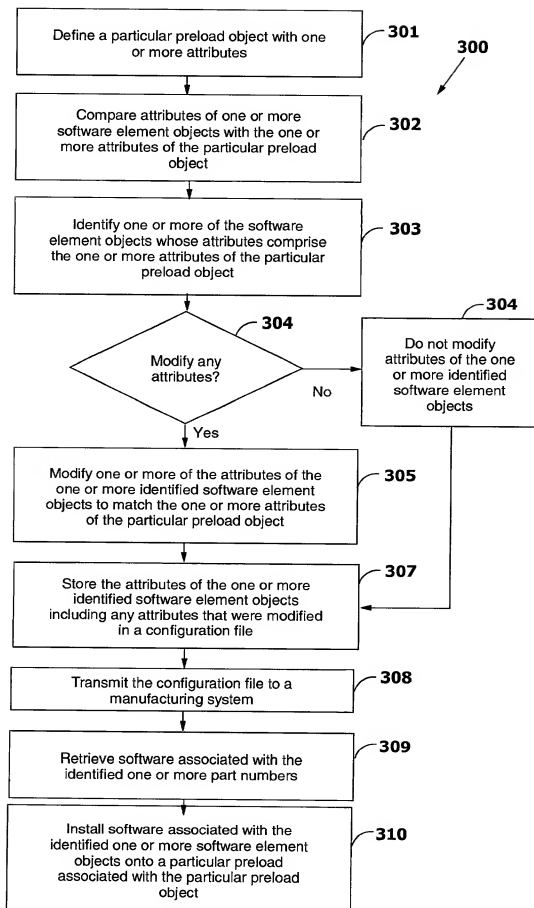 Define a particular preload object with one
or more attributes
301
300
Compare attributes of one or more
software element objects with the one or
more attributes of the particular preload
object
302
Identify one or more of the software
element objects whose attributes comprise
the one or more attributes of the particular
preload object
303
304
Modify any
attributes?
No
Yes
304
Do not modify
attributes of the one
or more identified
software element
objects
Modify one or more of the attributes of the
one or more identified software element
objects to match the one or more attributes
of the particular preload object
305
Store the attributes of the one or more
identified software element objects
including any attributes that were modified
in a configuration file
307
Transmit the configuration file to a
manufacturing system
308
Retrieve software associated with the
identified one or more part numbers
309
Install software associated with the
identified one or more software element
objects onto a particular preload
associated with the particular preload
object
310